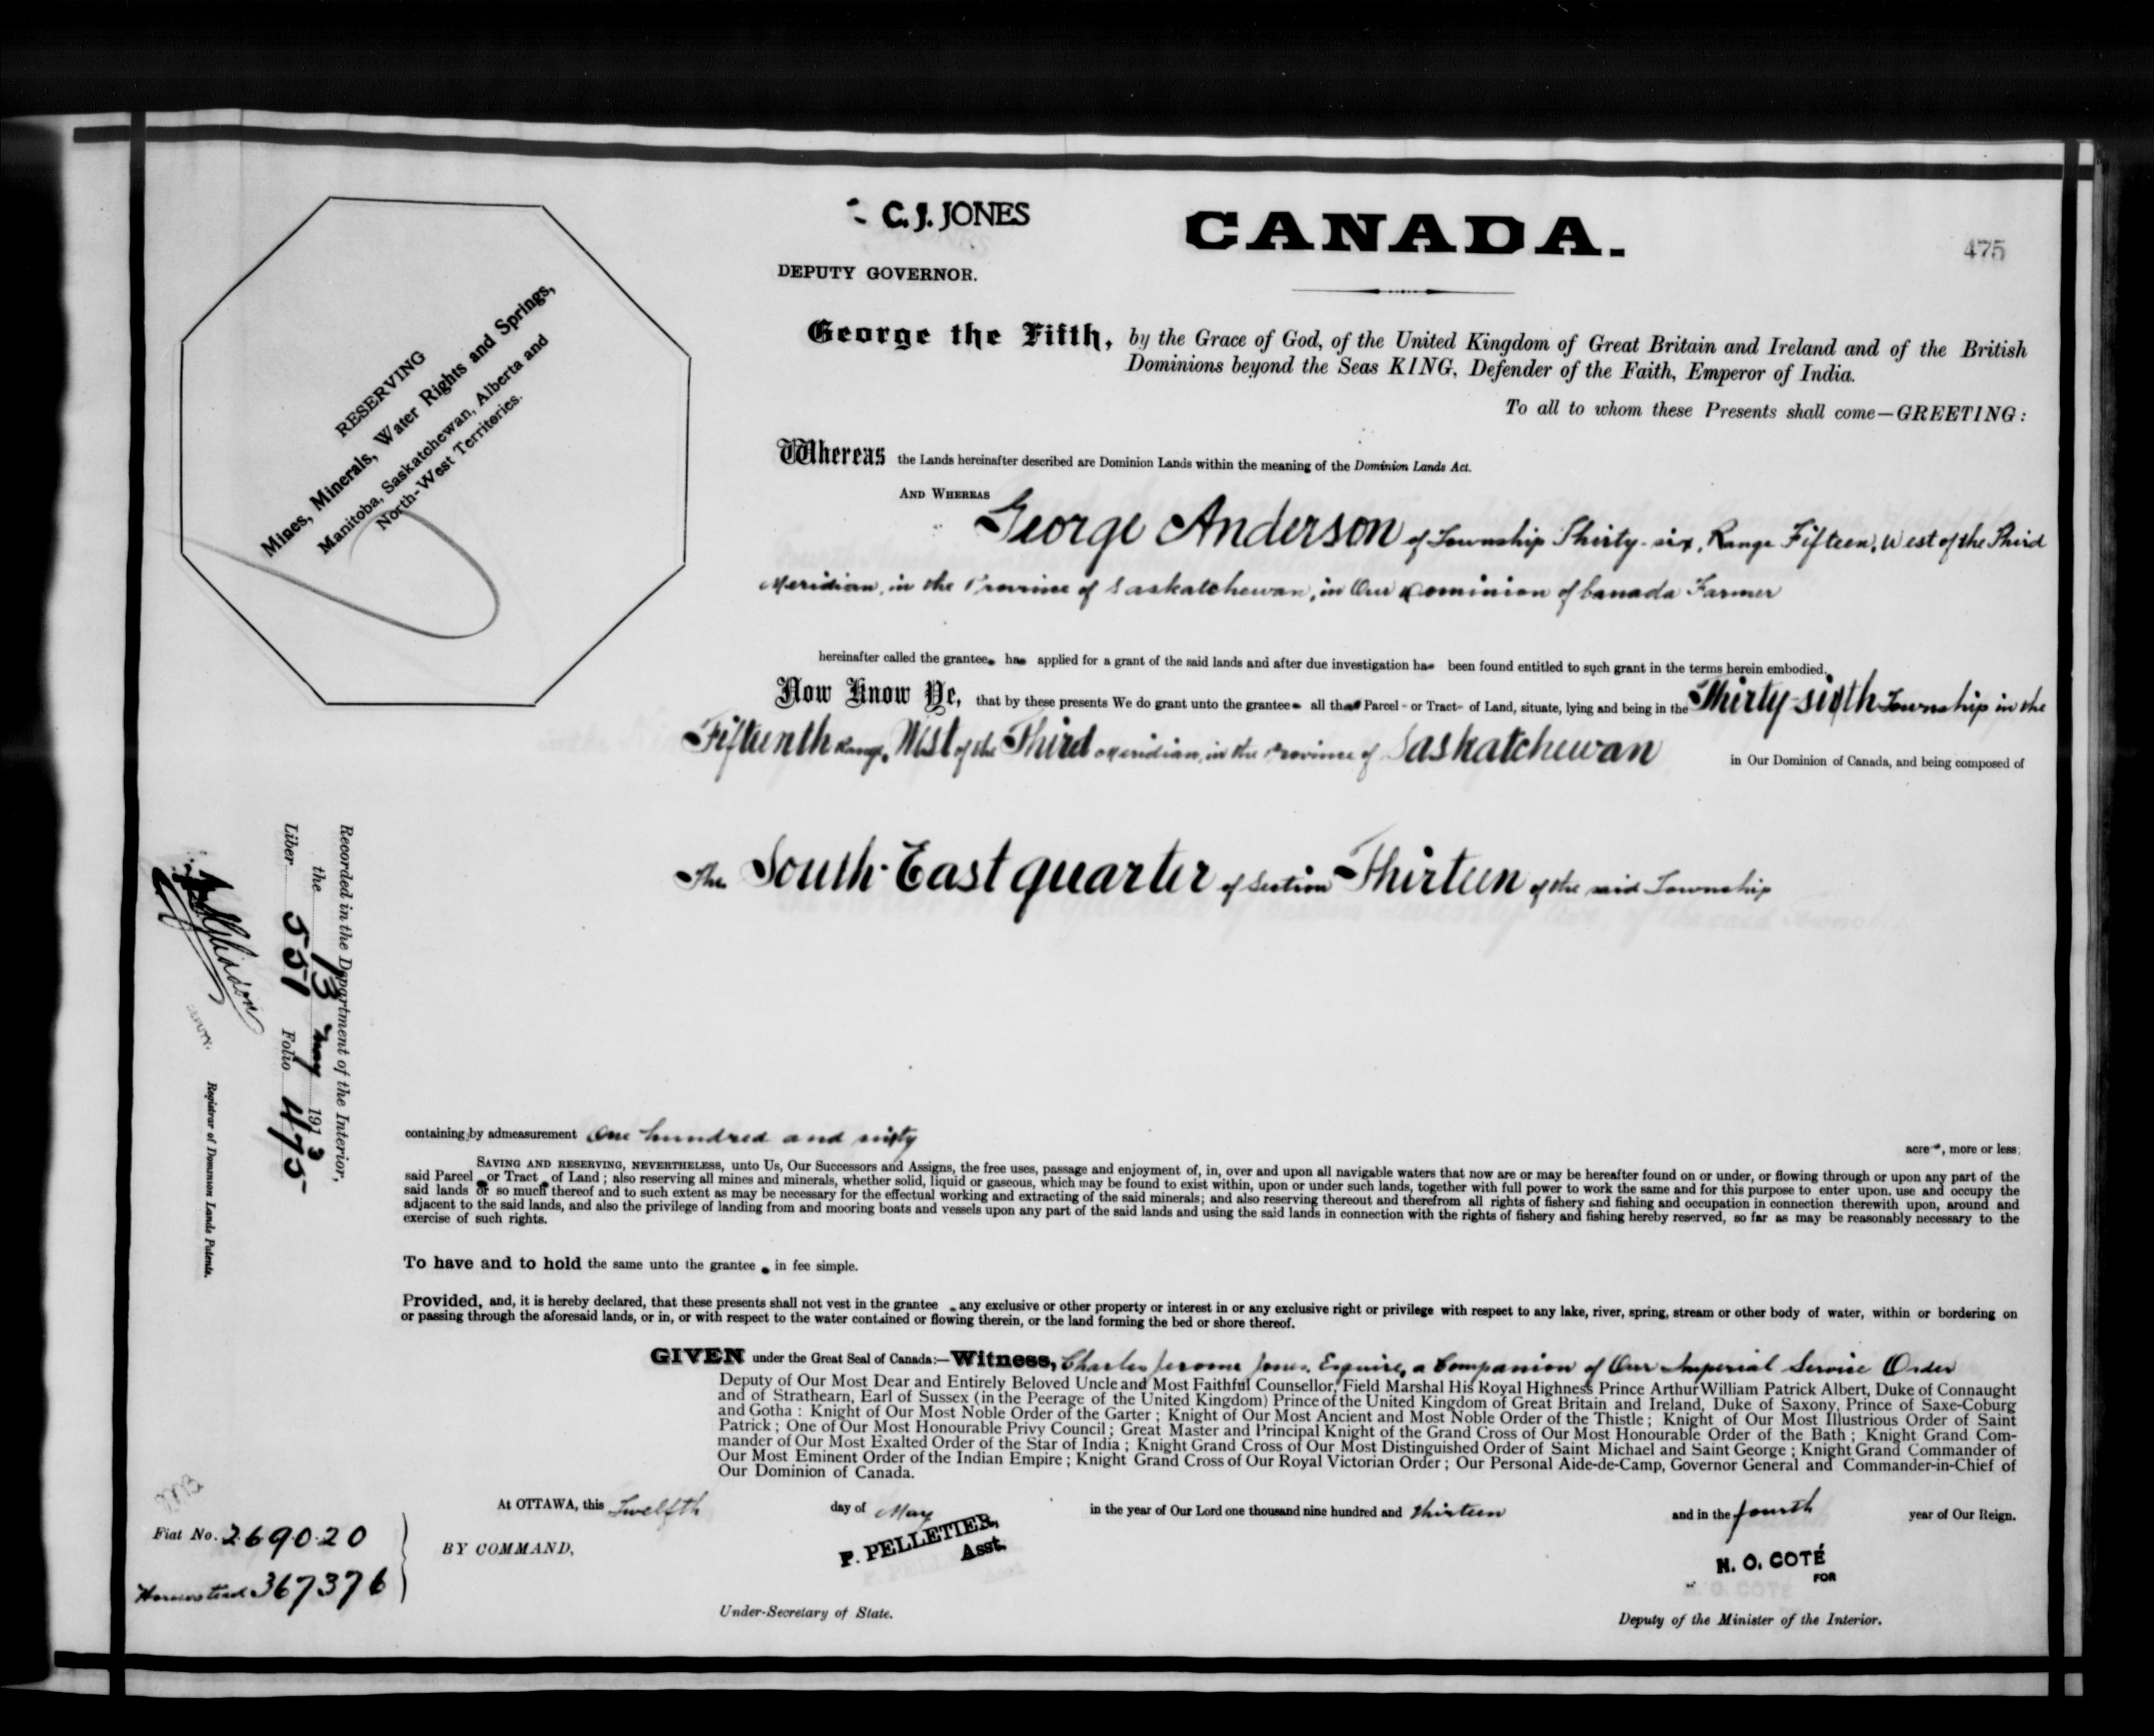 C. J. JONES
CANADA.
475
DEPUTY GOVERNOR.
George the Fifth, by the Grace of God, of the United Kingdom of Great Britain and Ireland and of the British
Dominions beyond the Seas KING, Defender of the Faith, Emperor of India.
To all to whom these Presents shall come—GREETING:
RESERVING
Mines, Minerals, Water Rights and Springs,
Manitoba, Saskatchewan, Alberta and
North-West Territories.
Whereas the Lands hereinafter described are Dominion Lands within the meaning of the Dominion Lands Act.
AND WHEREAS
George Anderson of Township Thirty-six, Range Fifteen, West of the Third
Meridian, in the Province of Saskatchewan, in Our Dominion of Canada Farmer
hereinafter called the grantee has applied for a grant of the said lands and after due investigation has been found entitled to such grant in the terms herein embodied.
Now Know Ye, that by these presents We do grant unto the grantee all that Parcel or Tract of Land, situate, lying and being in the Thirty-sixth Township in the
Fifteenth Range, West of the Third Meridian, in the Province of Saskatchewan in Our Dominion of Canada, and being composed of
The South-East quarter of Section Thirteen of the said Township
Recorded in the Department of the Interior,
the 13 May 1913
Liber 551 Folio 475
DEPUTY.
Registrar of Dominion Lands Patents.
containing by admeasurement One hundred and sixty acres, more or less;
SAVING AND RESERVING, NEVERTHELESS, unto Us, Our Successors and Assigns, the free uses, passage and enjoyment of, in, over and upon all navigable waters that now are or may be hereafter found on or under, or flowing through or upon any part of the
said Parcel or Tract of Land; also reserving all mines and minerals, whether solid, liquid or gaseous, which may be found to exist within, upon or under such lands, together with full power to work the same and for this purpose to enter upon, use and occupy the
said lands or so much thereof and to such extent as may be necessary for the effectual working and extracting of the said minerals; and also reserving thereout and therefrom all rights of fishery and fishing and occupation in connection therewith upon, around and
adjacent to the said lands, and also the privilege of landing from and mooring boats and vessels upon any part of the said lands and using the said lands in connection with the rights of fishery and fishing hereby reserved, so far as may be reasonably necessary to the
exercise of such rights.
To have and to hold the same unto the grantee in fee simple.
Provided, and, it is hereby declared, that these presents shall not vest in the grantee any exclusive or other property or interest in or any exclusive right or privilege with respect to any lake, river, spring, stream or other body of water, within or bordering on
or passing through the aforesaid lands, or in, or with respect to the water contained or flowing therein, or the land forming the bed or shore thereof.
GIVEN under the Great Seal of Canada:—Witness, Charles Jerome Jones, Esquire, a Companion of Our Imperial Service Order
Deputy of Our Most Dear and Entirely Beloved Uncle and Most Faithful Counsellor, Field Marshal His Royal Highness Prince Arthur William Patrick Albert, Duke of Connaught
and of Strathearn, Earl of Sussex (in the Peerage of the United Kingdom) Prince of the United Kingdom of Great Britain and Ireland, Duke of Saxony, Prince of Saxe-Coburg
and Gotha: Knight of Our Most Noble Order of the Garter; Knight of Our Most Ancient and Most Noble Order of the Thistle; Knight of Our Most Illustrious Order of Saint
Patrick; One of Our Most Honourable Privy Council; Great Master and Principal Knight of the Grand Cross of Our Most Honourable Order of the Bath; Knight Grand Com-
mander of Our Most Exalted Order of the Star of India; Knight Grand Cross of Our Most Distinguished Order of Saint Michael and Saint George; Knight Grand Commander of
Our Most Eminent Order of the Indian Empire; Knight Grand Cross of Our Royal Victorian Order; Our Personal Aide-de-Camp, Governor General and Commander-in-Chief of
Our Dominion of Canada.
At OTTAWA, this Twelfth day of May in the year of Our Lord one thousand nine hundred and thirteen and in the fourth year of Our Reign.
Fiat No. 269020
Homestead 367376
BY COMMAND,
P. PELLETIER,
Asst.
Under-Secretary of State.
N. O. COTÉ
FOR
Deputy of the Minister of the Interior.